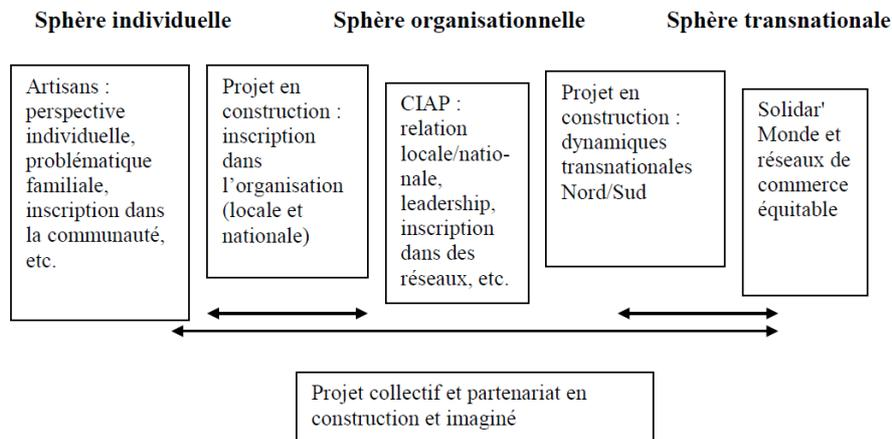 Sphère individuelle
Sphère organisationnelle
Sphère transnationale
Artisans :
perspective
individuelle,
problématique
familiale,
inscription dans
la communauté,
etc.
Projet en
construction :
inscription
dans
l’organisation
(locale et
nationale)
CIAP :
relation
locale/natio-
nale,
leadership,
inscription
dans des
réseaux, etc.
Projet en
construction :
dynamiques
transnationales
Nord/Sud
Solidar'
Monde et
réseaux de
commerce
équitable
Projet collectif et partenariat en
construction et imaginé